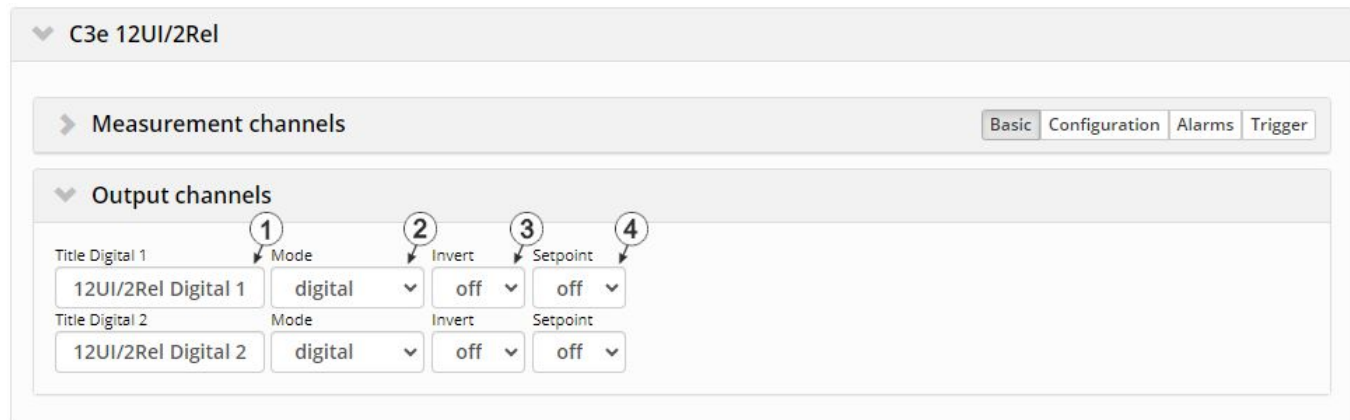 C3e 12UI/2Rel
Measurement channels Basic Configuration Alarms Trigger
Output channels
1 2 3 4
Title Digital 1 Mode Invert Setpoint
12UI/2Rel Digital 1 digital off off
Title Digital 2 Mode Invert Setpoint
12UI/2Rel Digital 2 digital off off